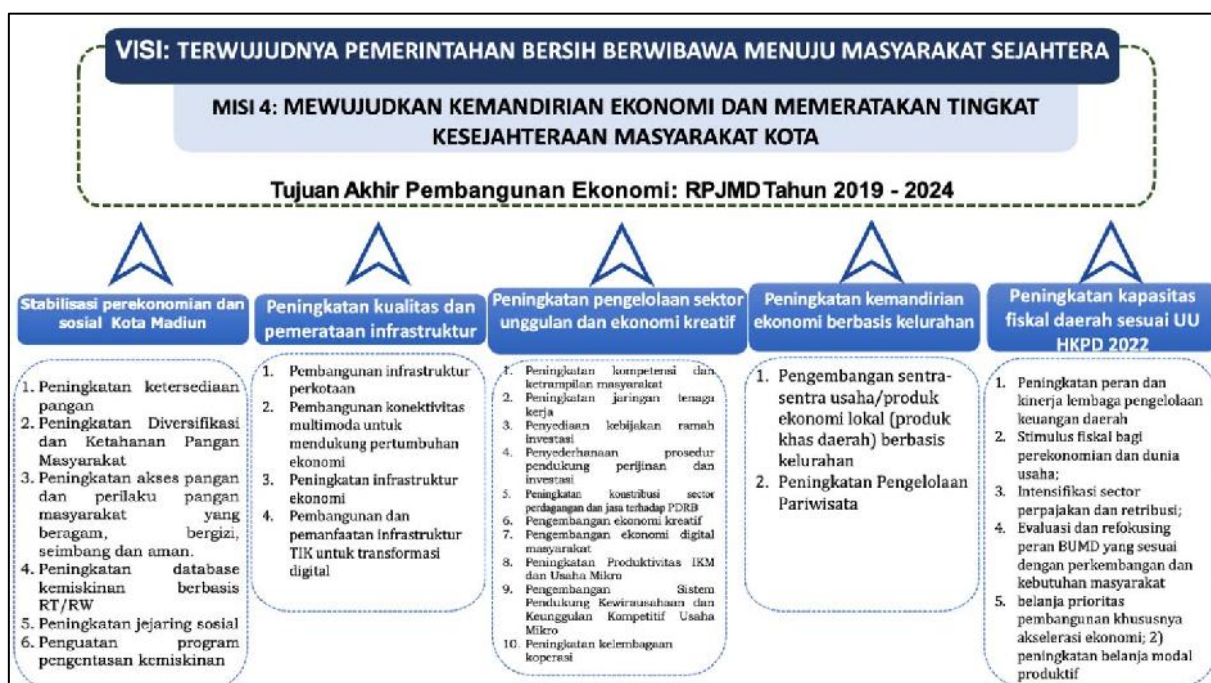 VISI: TERWUJUDNYA PEMERINTAHAN BERSIH BERWIBAWA MENUJU MASYARAKAT SEJAHTERA
MISI 4: MEWUJUDKAN KEMANDIRIAN EKONOMI DAN MEMERATAKAN TINGKAT
KESEJAHTERAAN MASYARAKAT KOTA
Tujuan Akhir Pembangunan Ekonomi: RPJMD Tahun 2019 - 2024
Stabilisasi perekonomian dan
sosial Kota Madiun
1. Peningkatan ketersediaan
pangan
2. Peningkatan Diversifikasi
dan Ketahanan Pangan
Masyarakat
3. Peningkatan akses pangan
dan perilaku pangan
masyarakat yang
beragam, bergizi,
seimbang dan aman.
4. Peningkatan database
kemiskinan berbasis
RT/RW
5. Peningkatan jejaring sosial
6. Penguatan program
pengentasan kemiskinan
Peningkatan kualitas dan
pemerataan infrastruktur
1. Pembangunan infrastruktur
perkotaan
2. Pembangunan konektivitas
multimoda untuk
mendukung pertumbuhan
ekonomi
3. Peningkatan infrastruktur
ekonomi
4. Pembangunan dan
pemanfaatan infrastruktur
TIK untuk transformasi
digital
Peningkatan pengelolaan sektor
unggulan dan ekonomi kreatif
1. Peningkatan kompetensi dan
ketrampilan masyarakat
2. Peningkatan jaringan tenaga
kerja
3. Penyediaan kebijakan ramah
investasi
4. Penyederhanaan prosedur
pendukung perijinan dan
investasi
5. Peningkatan konstribusi sector
perdagangan dan jasa terhadap PDRB
6. Pengembangan ekonomi kreatif
7. Pengembangan ekonomi digital
masyarakat
8. Peningkatan Produktivitas IKM
dan Usaha Mikro
9. Pengembangan Sistem
Pendukung Kewirausahaan dan
Keunggulan Kompetitif Usaha
Mikro
10. Peningkatan kelembagaan
koperasi
Peningkatan kemandirian
ekonomi berbasis kelurahan
1. Pengembangan sentra-
sentra usaha/produk
ekonomi lokal (produk
khas daerah) berbasis
kelurahan
2. Peningkatan Pengelolaan
Pariwisata
Peningkatan kapasitas
fiskal daerah sesuai UU
HKPD 2022
1. Peningkatan peran dan
kinerja lembaga pengelolaan
keuangan daerah
2. Stimulus fiskal bagi
perekonomian dan dunia
usaha;
3. Intensifikasi sector
perpajakan dan retribusi;
4. Evaluasi dan refokusing
peran BUMD yang sesuai
dengan perkembangan dan
kebutuhan masyarakat
5. belanja prioritas
pembangunan khususnya
akselerasi ekonomi; 2)
peningkatan belanja modal
produktif